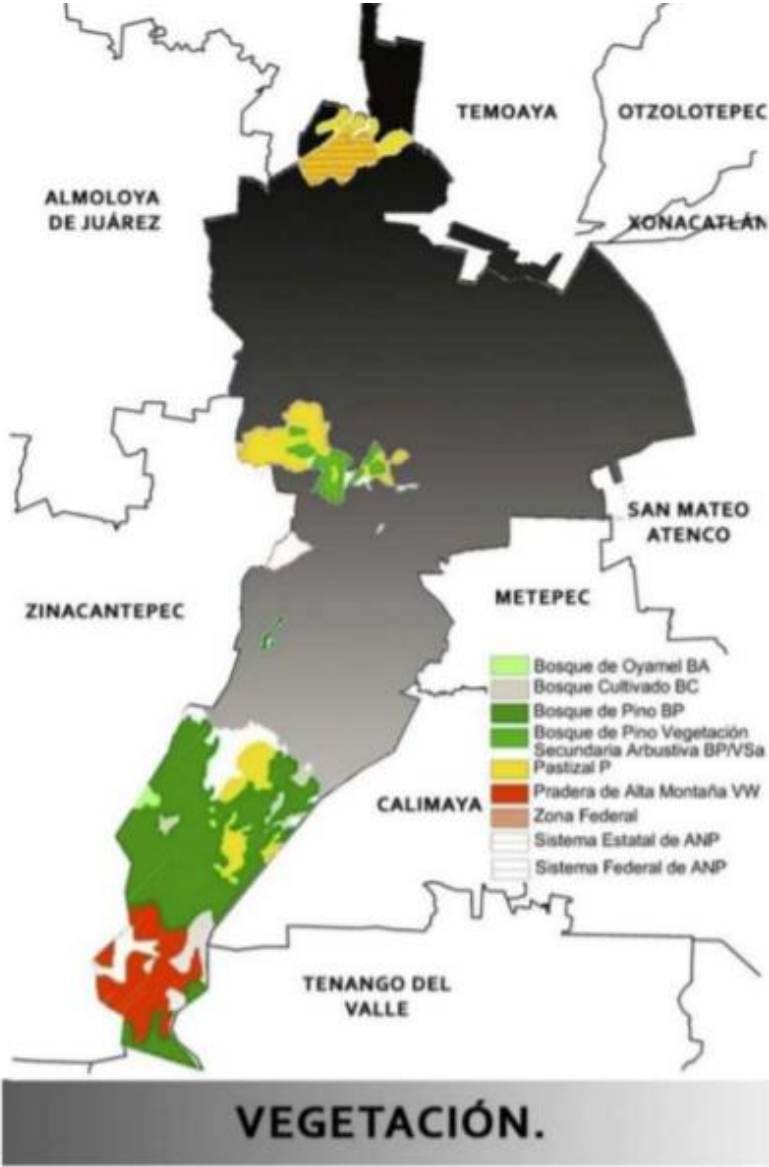 TEMOAYA
OTZOLOTEPEC
ALMOLOYA
DE JUÁREZ
XONACATLÁN
SAN MATEO
ATENCO
ZINACANTEPEC
METEPEC
Bosque de Oyamel BA
Bosque Cultivado BC
Bosque de Pino BP
Bosque de Pino Vegetación
Secundaria Arbustiva BP/VSa
Pastizal P
Pradera de Alta Montaña VW
Zona Federal
Sistema Estatal de ANP
Sistema Federal de ANP
CALIMAYA
TENANGO DEL
VALLE
VEGETACIÓN.